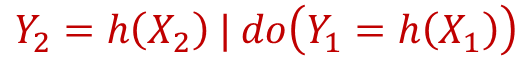 Y₂ = h(X₂) | do(Y₁ = h(X₁))